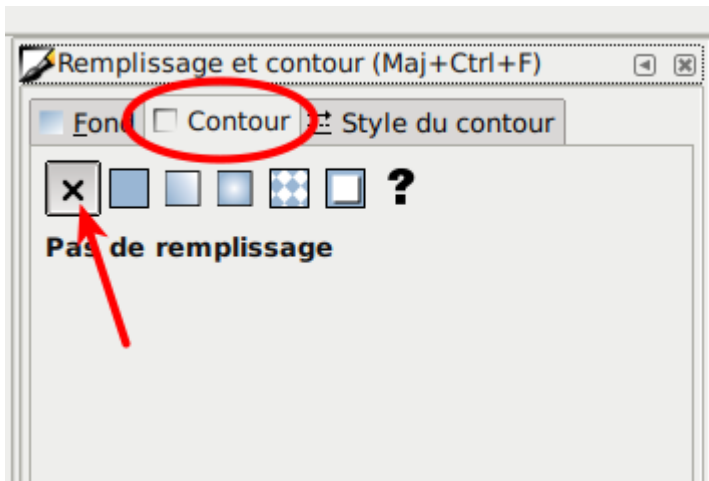 Remplissage et contour (Maj+Ctrl+F)
Fond Contour Style du contour
?
Pas de remplissage